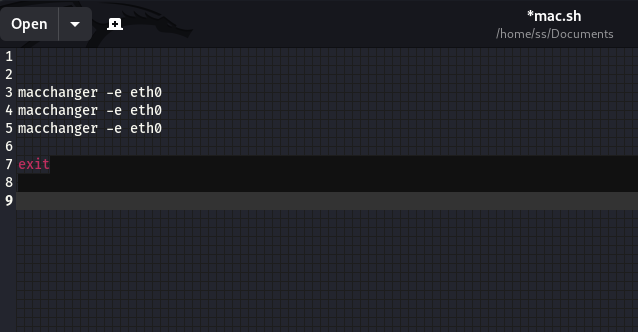 Open
*mac.sh
/home/ss/Documents
1
2
3 macchanger -e eth0
4 macchanger -e eth0
5 macchanger -e eth0
6
7 exit
8
9